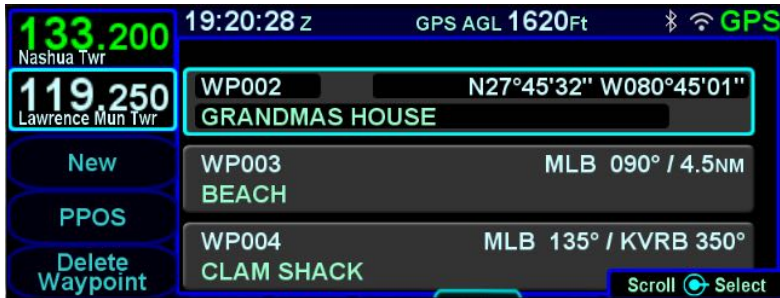 133.200
Nashua Twr
19:20:28 Z
GPS AGL 1620Ft
GPS
119.250
Lawrence Mun Twr
WP002
N27°45'32" W080°45'01"
GRANDMAS HOUSE
New
WP003
MLB 090° / 4.5NM
BEACH
PPOS
WP004
MLB 135° / KVRB 350°
CLAM SHACK
Delete
Waypoint
Scroll Select